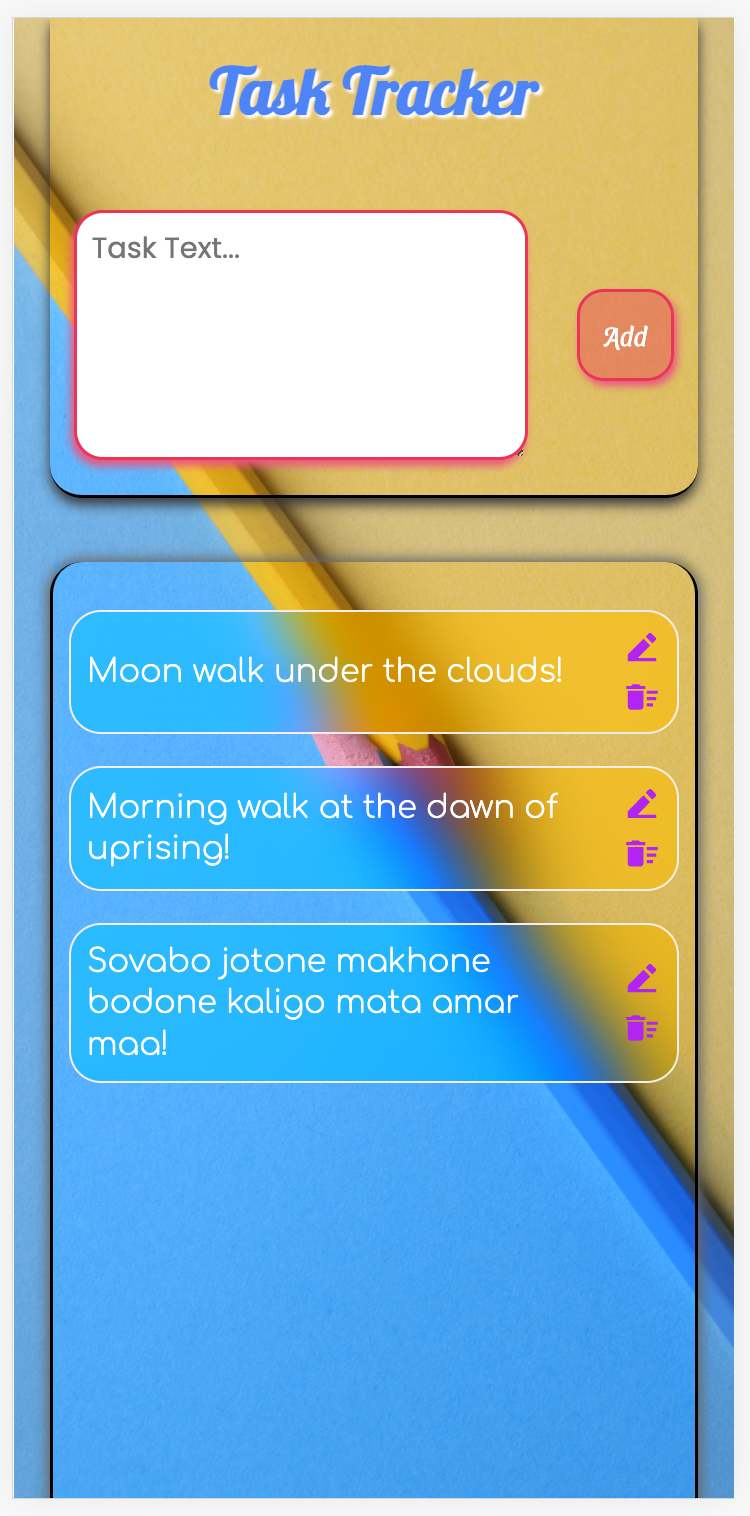 Task Tracker
Task Text...
Add
Moon walk under the clouds!
Morning walk at the dawn of
uprising!
Sovabo jotone makhone
bodone kaligo mata amar
maa!